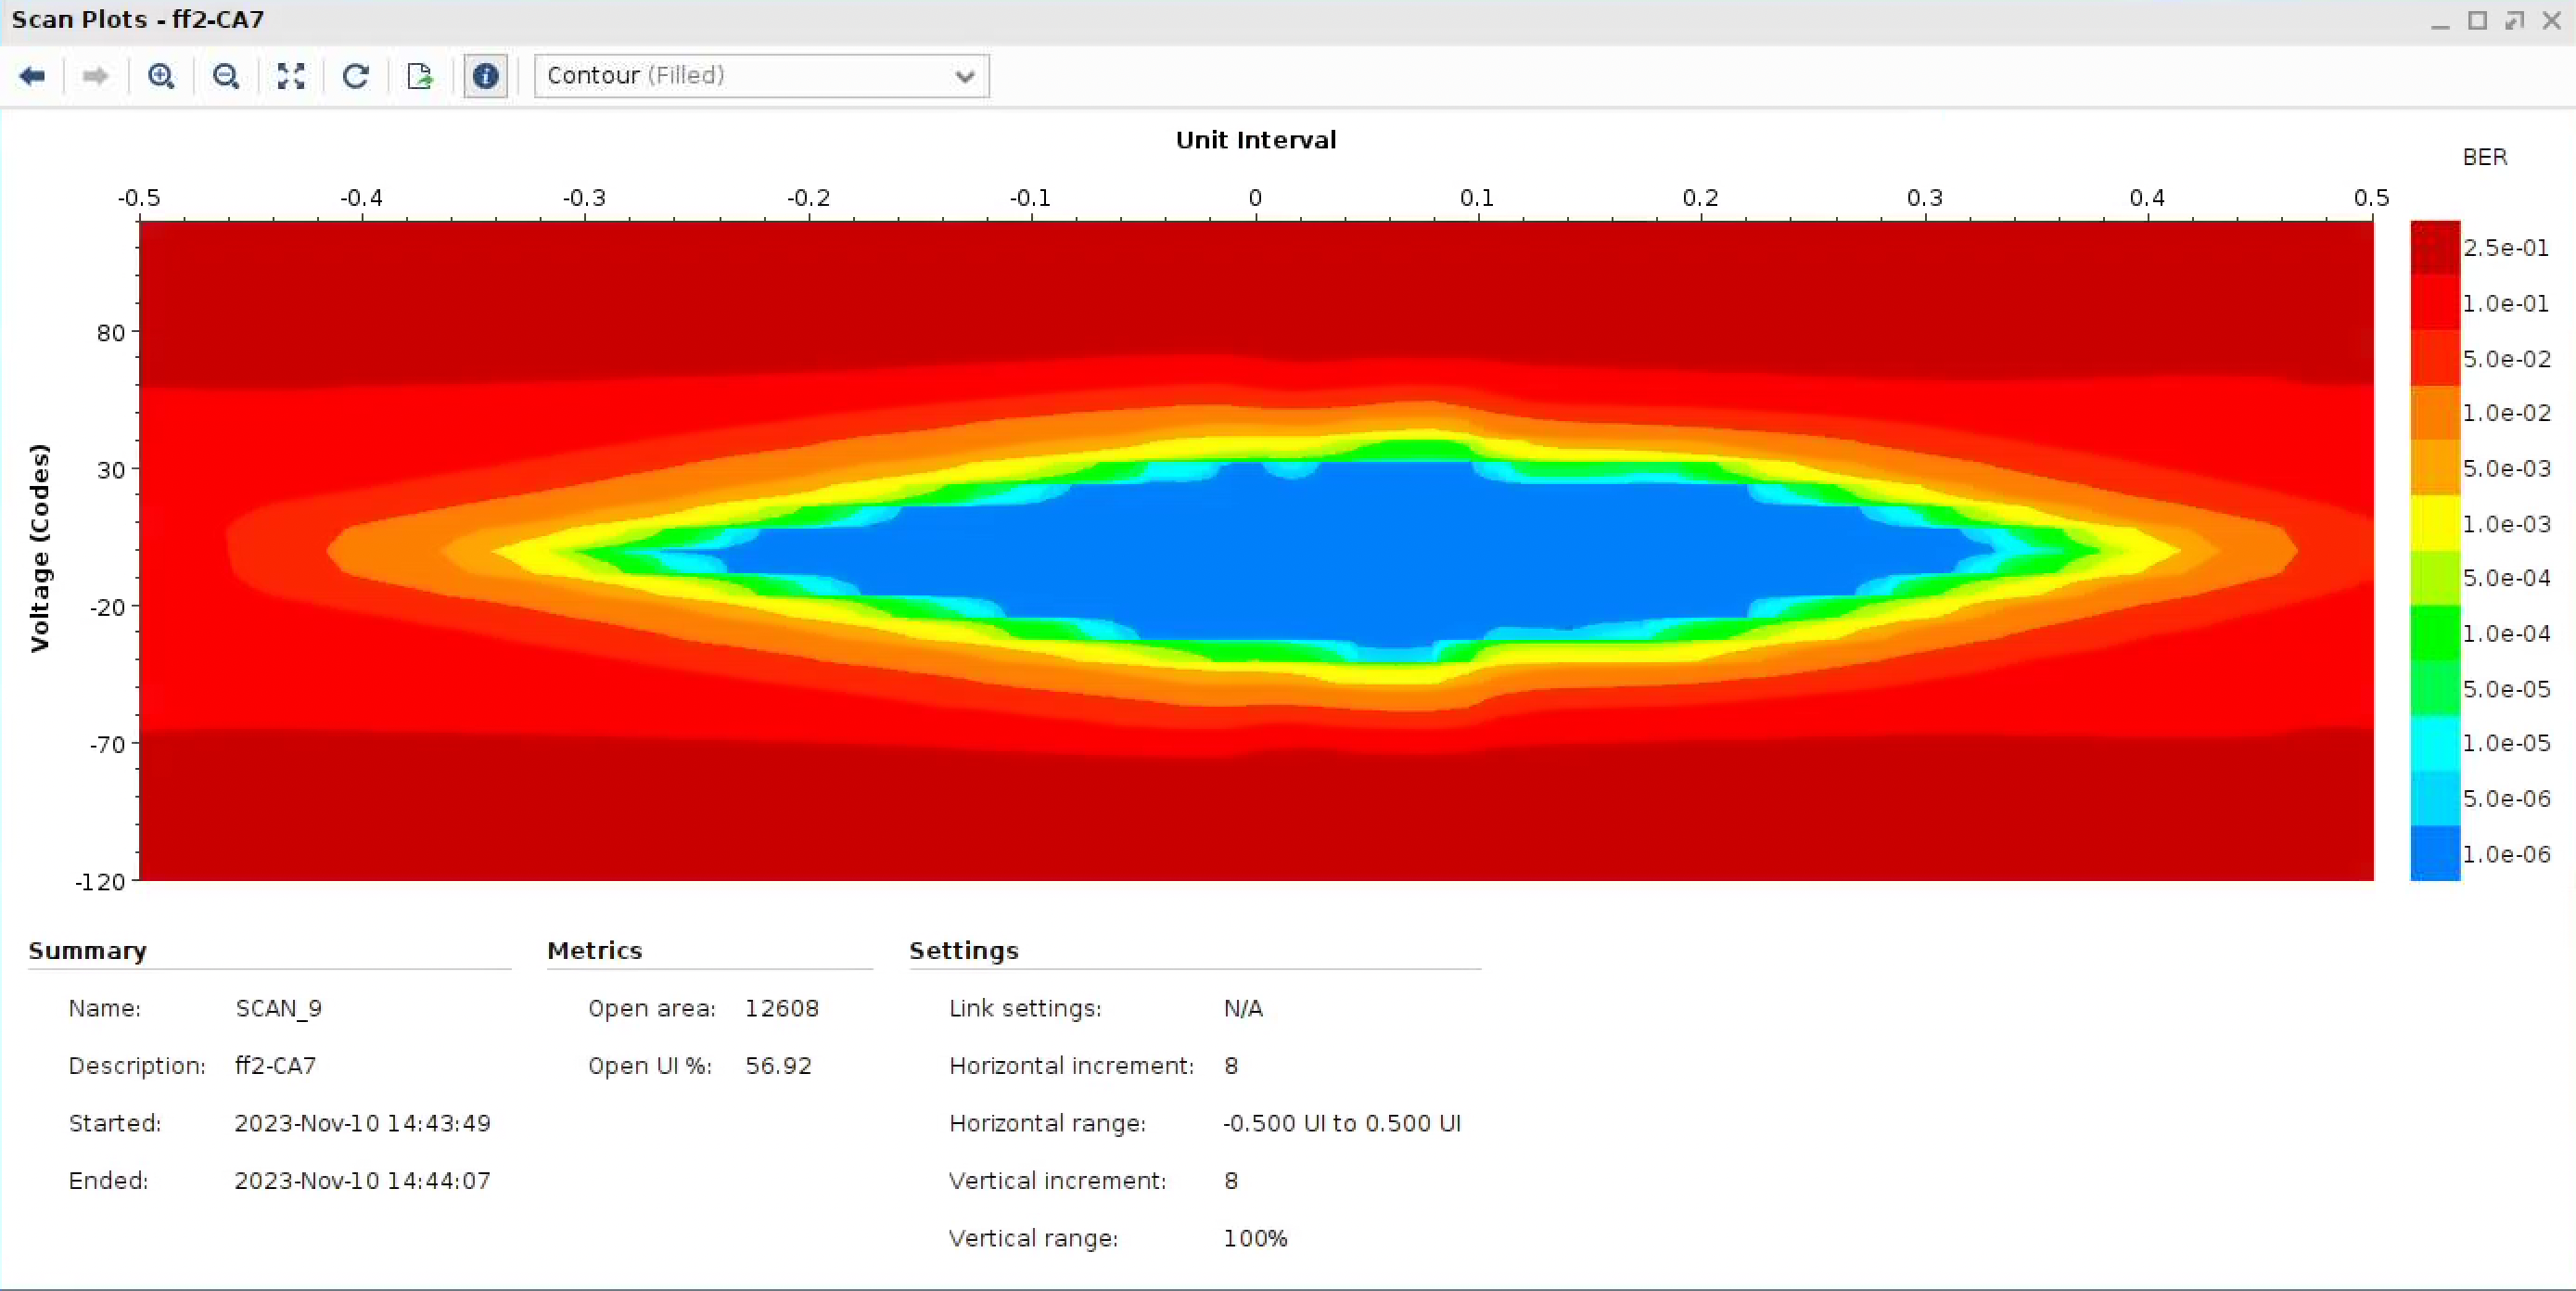 Scan Plots - ff2-CA7
Contour (Filled)
Unit Interval
BER
-0.5 -0.4 -0.3 -0.2 -0.1 0 0.1 0.2 0.3 0.4 0.5
2.5e-01
1.0e-01
5.0e-02
1.0e-02
5.0e-03
1.0e-03
5.0e-04
1.0e-04
5.0e-05
1.0e-05
5.0e-06
1.0e-06
Voltage (Codes)
80
30
-20
-70
-120
Summary
Name: SCAN_9
Description: ff2-CA7
Started: 2023-Nov-10 14:43:49
Ended: 2023-Nov-10 14:44:07
Metrics
Open area: 12608
Open UI %: 56.92
Settings
Link settings: N/A
Horizontal increment: 8
Horizontal range: -0.500 UI to 0.500 UI
Vertical increment: 8
Vertical range: 100%